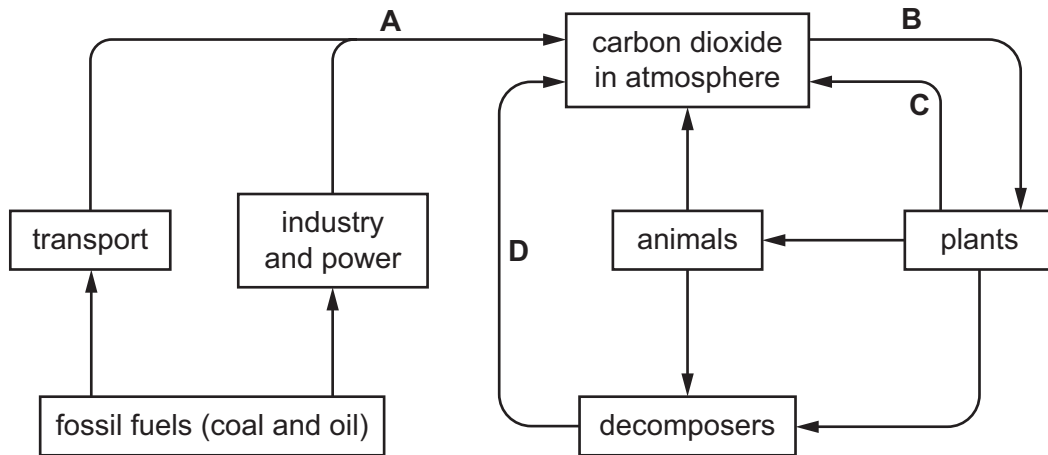 A
carbon dioxide
in atmosphere
B
C
transport
industry
and power
D
animals
plants
fossil fuels (coal and oil)
decomposers